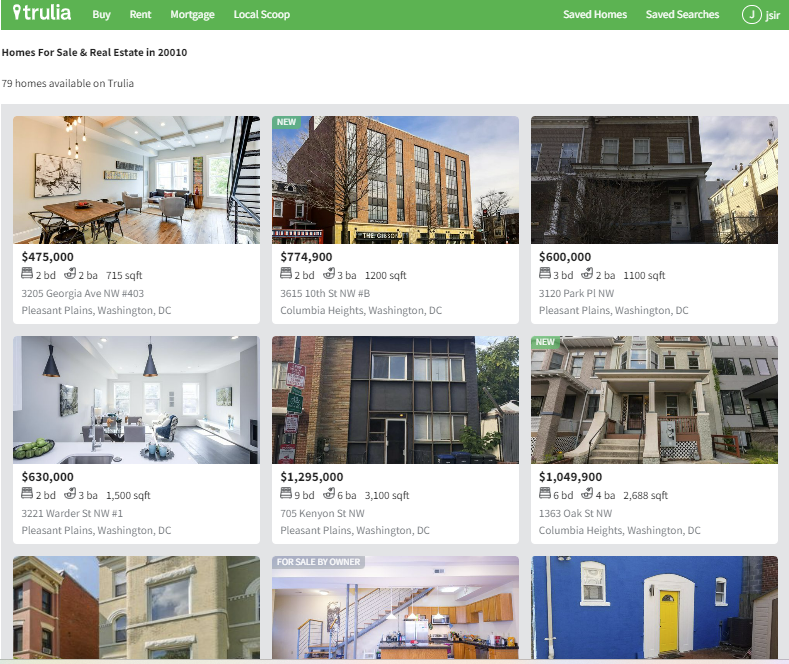 trulia Buy Rent Mortgage Local Scoop Saved Homes Saved Searches J jsir
Homes For Sale & Real Estate in 20010
79 homes available on Trulia
NEW
THE GIBSON
$475,000
2 bd 2 ba 715 sqft
3205 Georgia Ave NW #403
Pleasant Plains, Washington, DC
$774,900
2 bd 3 ba 1200 sqft
3615 10th St NW #B
Columbia Heights, Washington, DC
$600,000
3 bd 2 ba 1100 sqft
3120 Park Pl NW
Pleasant Plains, Washington, DC
NEW
$630,000
2 bd 3 ba 1,500 sqft
3221 Warder St NW #1
Pleasant Plains, Washington, DC
$1,295,000
9 bd 6 ba 3,100 sqft
705 Kenyon St NW
Pleasant Plains, Washington, DC
$1,049,900
6 bd 4 ba 2,688 sqft
1363 Oak St NW
Columbia Heights, Washington, DC
FOR SALE BY OWNER